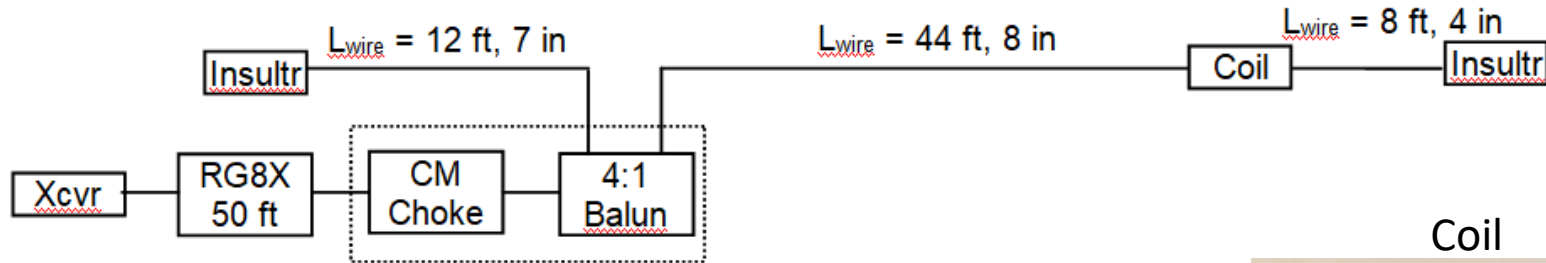 Lwire = 12 ft, 7 in
Lwire = 44 ft, 8 in
Lwire = 8 ft, 4 in
Insultr
Coil
Insultr
Xcvr
RG8X
50 ft
CM
Choke
4:1
Balun
Coil